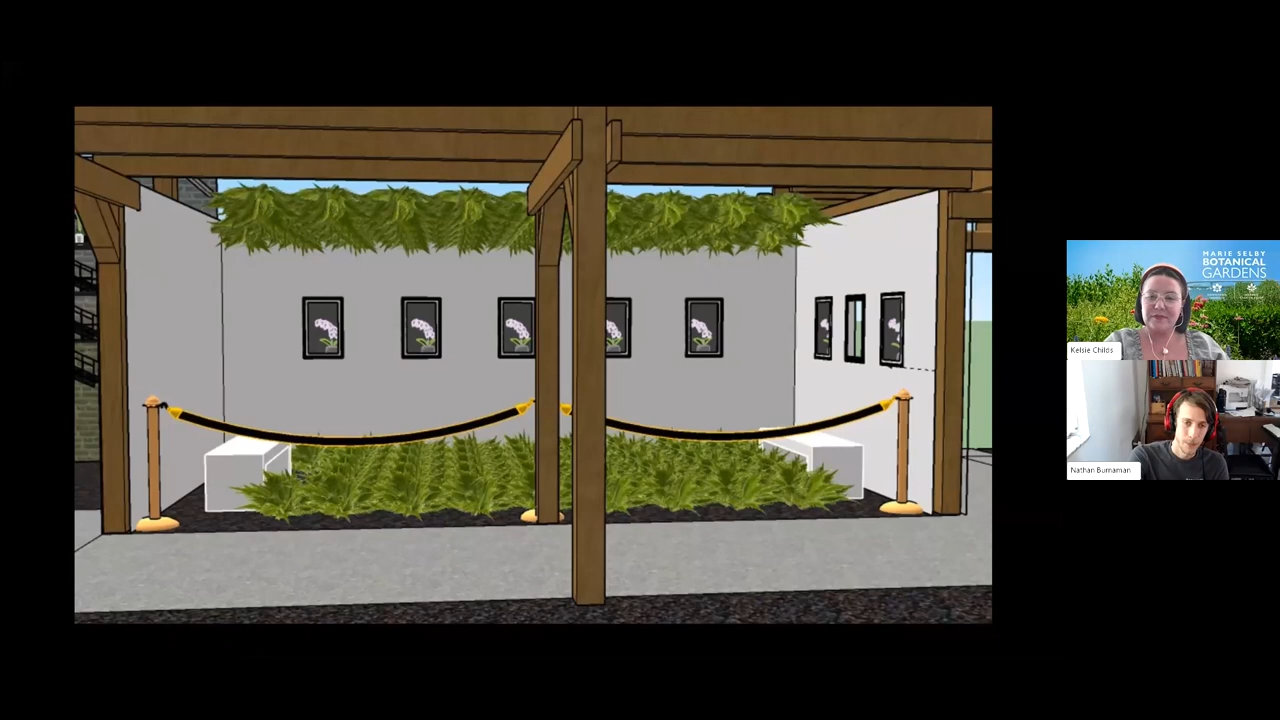 MARIE SELBY
BOTANICAL
GARDENS
Kelsie Childs
Nathan Burnaman